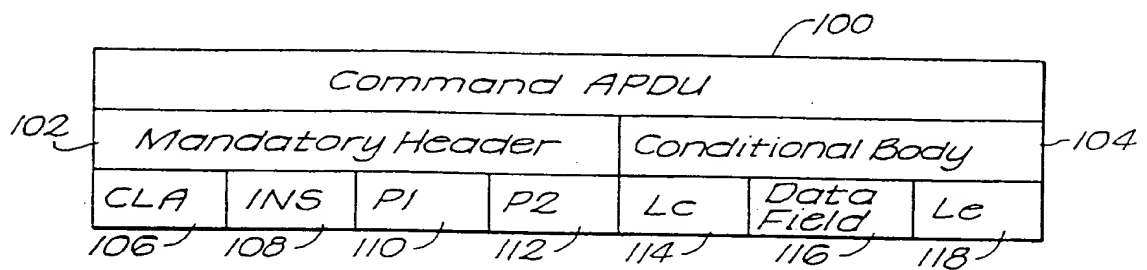 100
Command APDU
102 Mandatory Header Conditional Body 104
CLA INS P1 P2 Lc Data Field Le
106 108 110 112 114 116 118